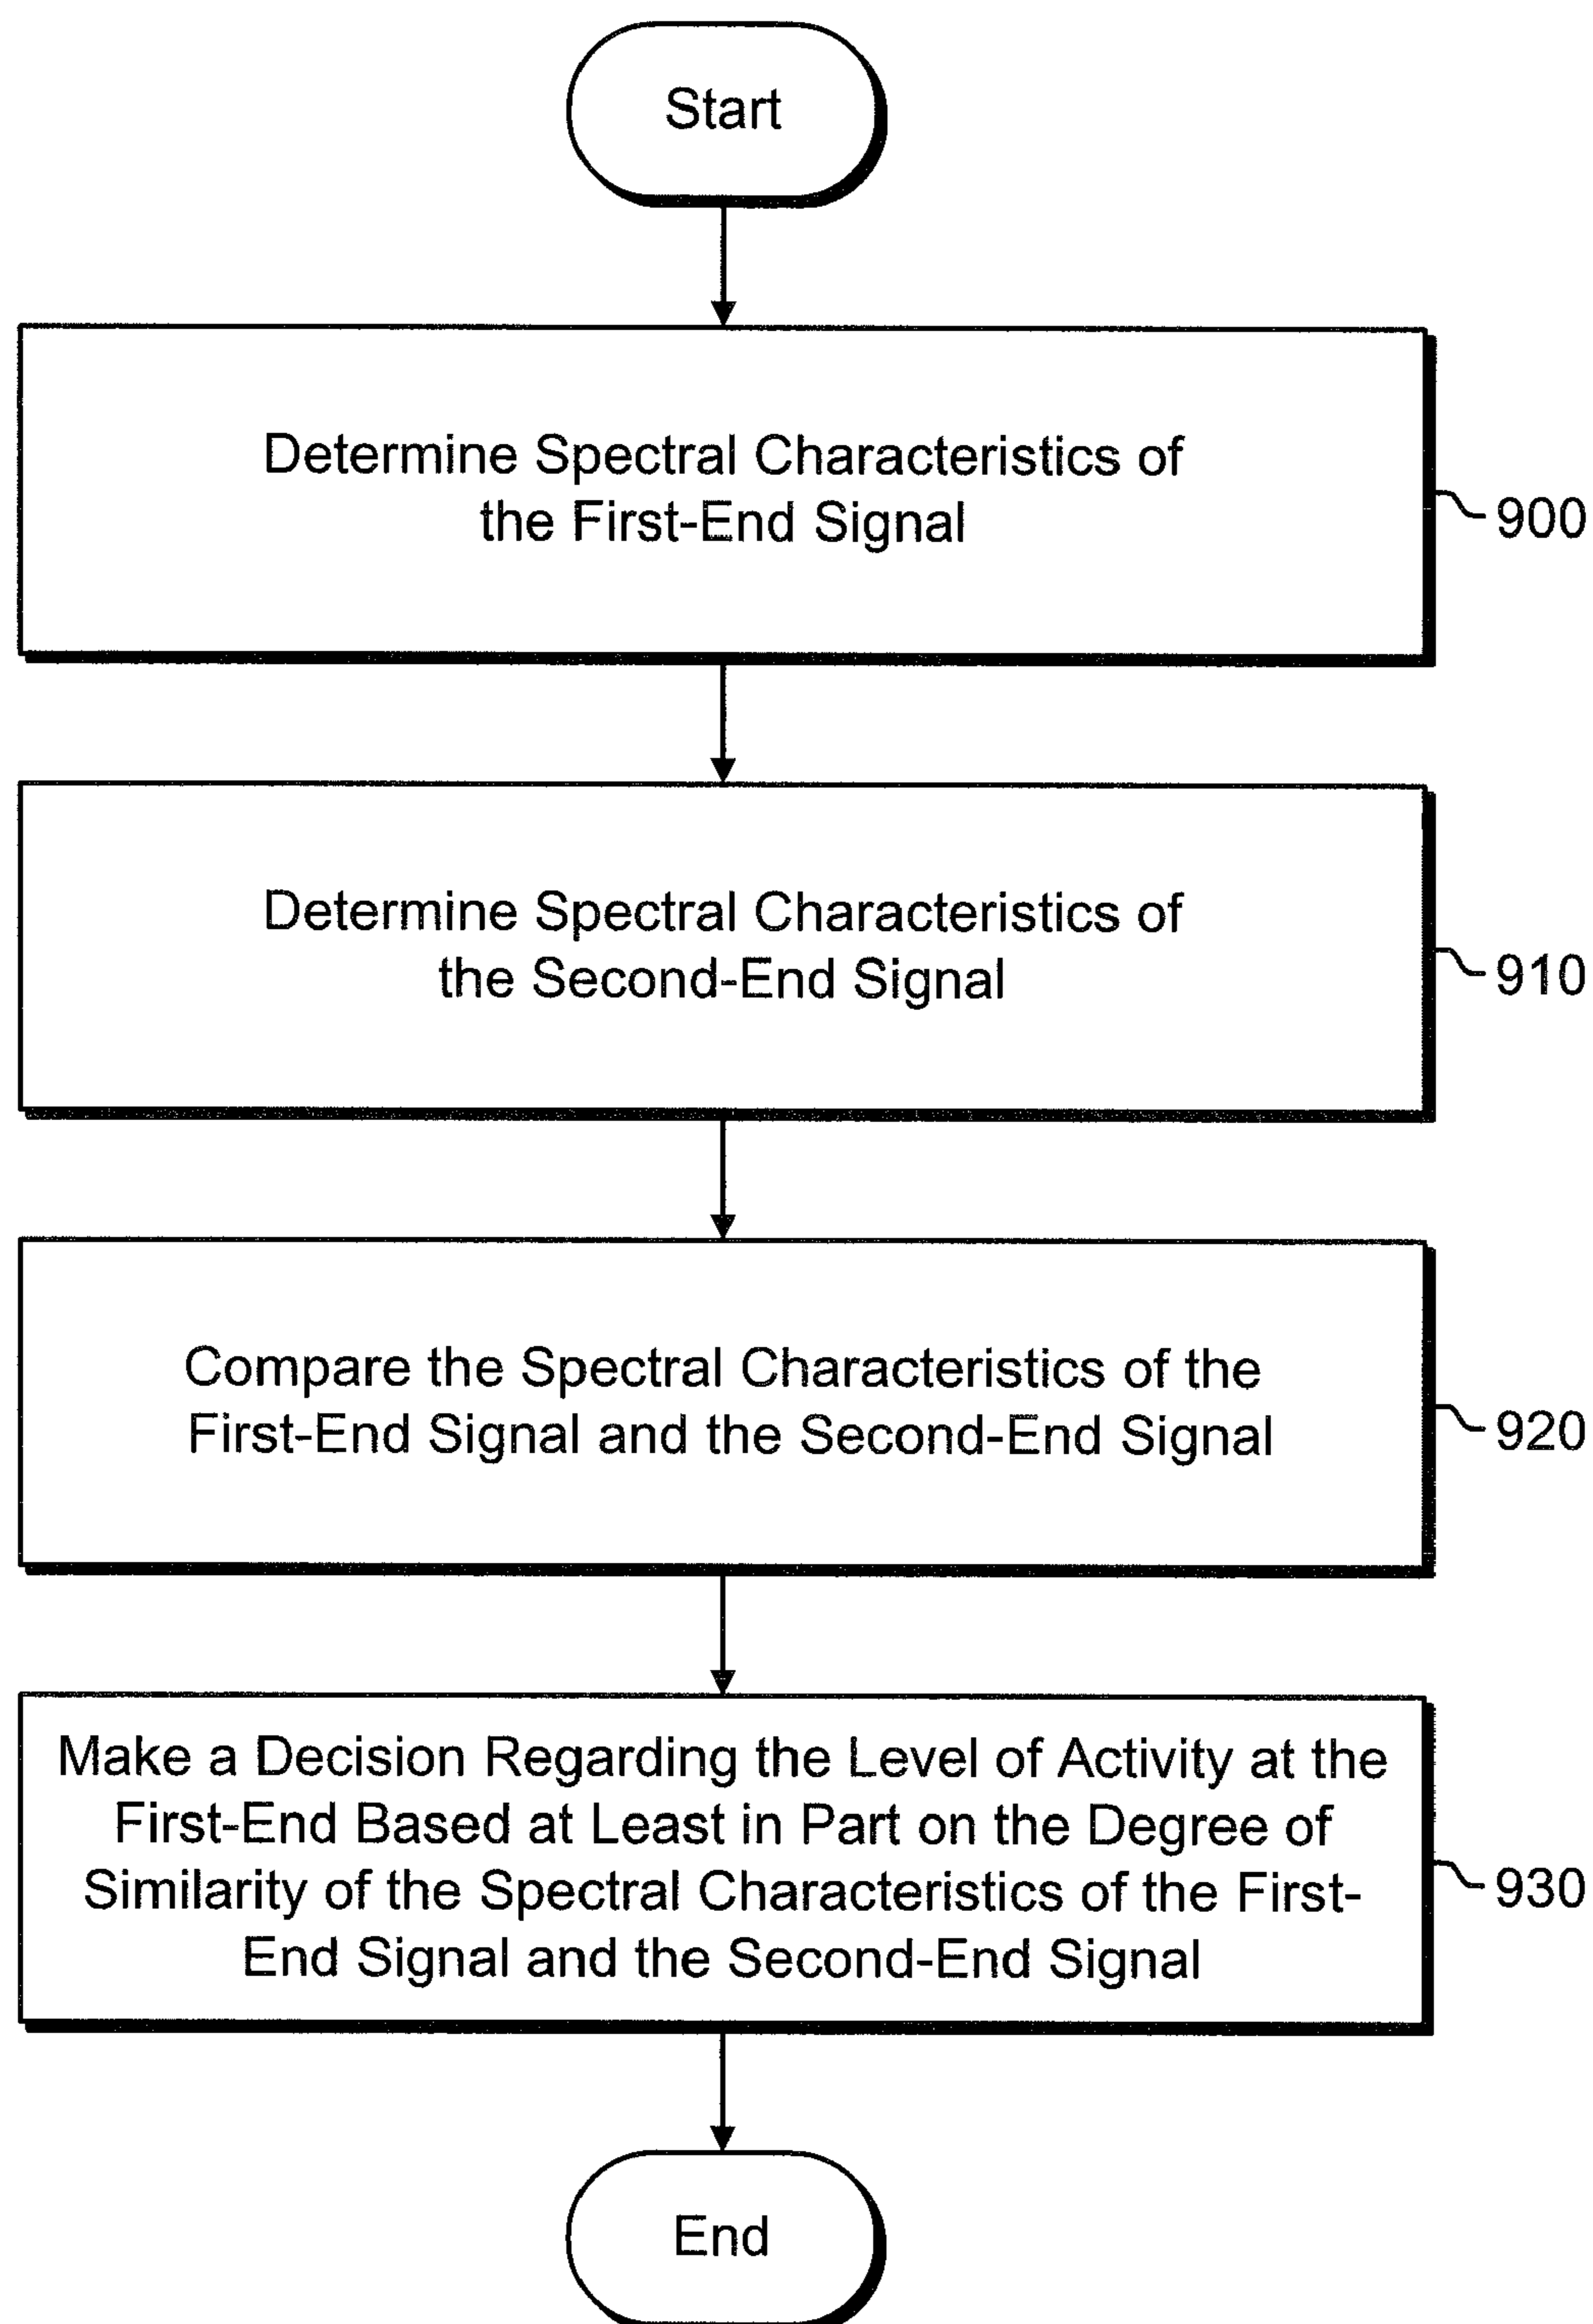 Start
Determine Spectral Characteristics of
the First-End Signal
900
Determine Spectral Characteristics of
the Second-End Signal
910
Compare the Spectral Characteristics of the
First-End Signal and the Second-End Signal
920
Make a Decision Regarding the Level of Activity at the
First-End Based at Least in Part on the Degree of
Similarity of the Spectral Characteristics of the First-
End Signal and the Second-End Signal
930
End